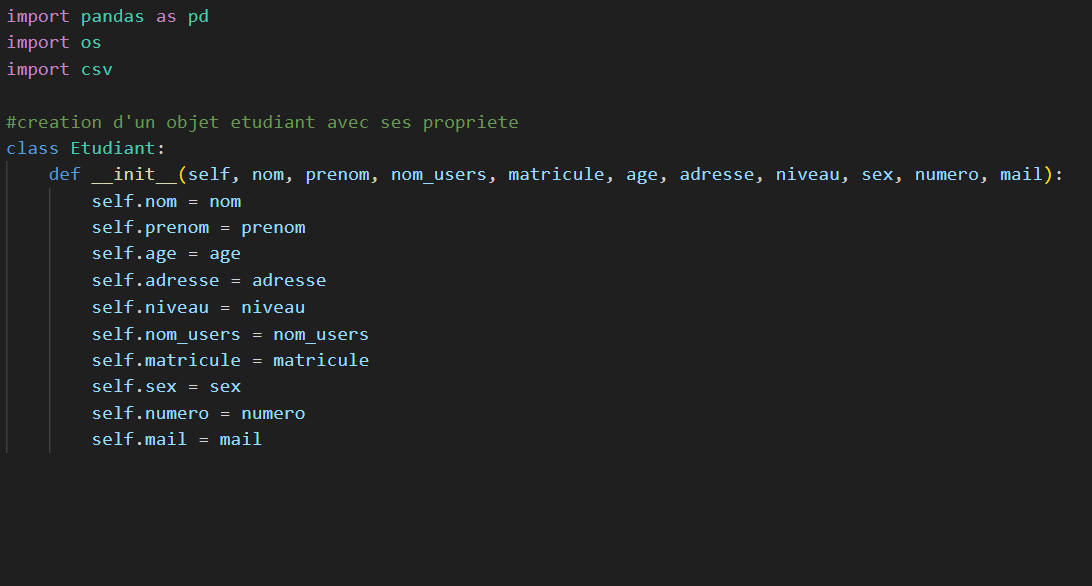 import pandas as pd
import os
import csv
#creation d'un objet etudiant avec ses propriete
class Etudiant:
def __init__(self, nom, prenom, nom_users, matricule, age, adresse, niveau, sex, numero, mail):
self.nom = nom
self.prenom = prenom
self.age = age
self.adresse = adresse
self.niveau = niveau
self.nom_users = nom_users
self.matricule = matricule
self.sex = sex
self.numero = numero
self.mail = mail